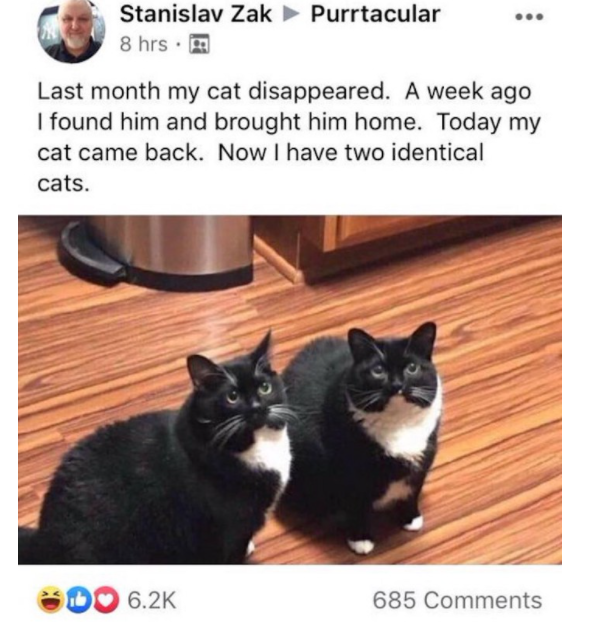 Stanislav Zak ▶ Purrtacular
8 hrs ·
Last month my cat disappeared. A week ago
I found him and brought him home. Today my
cat came back. Now I have two identical
cats.
6.2K 685 Comments